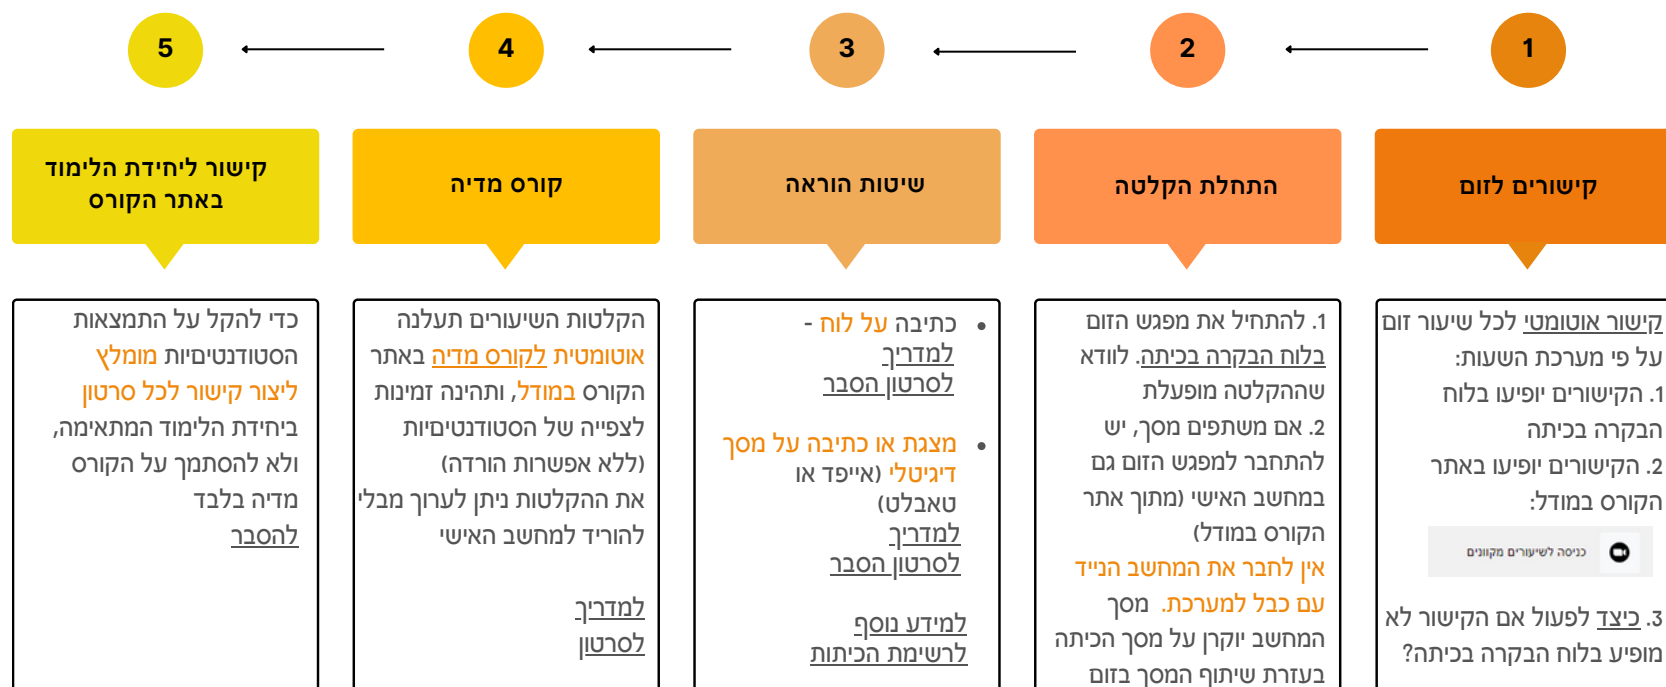 1
2
3
4
5
קישורים לזום
קישור אוטומטי לכל שיעור זום
על פי מערכת השעות:
1. הקישורים יופיעו בלוח
הבקרה בכיתה
2. הקישורים יופיעו באתר
הקורס במודל:
כניסה לשיעורים מקוונים
3. כיצד לפעול אם הקישור לא
מופיע בלוח הבקרה בכיתה?
התחלת הקלטה
1. להתחיל את מפגש הזום
בלוח הבקרה בכיתה. לוודא
שההקלטה מופעלת
2. אם משתפים מסך, יש
להתחבר למפגש הזום גם
במחשב האישי (מתוך אתר
הקורס במודל)
אין לחבר את המחשב הנייד
עם כבל למערכת. מסך
המחשב יוקרן על מסך הכיתה
בעזרת שיתוף המסך בזום
שיטות הוראה
• כתיבה על לוח -
למדריך
לסרטון הסבר
• מצגת או כתיבה על מסך
דיגיטלי (אייפד או
טאבלט)
למדריך
לסרטון הסבר
למידע נוסף
לרשימת הכיתות
קורס מדיה
הקלטות השיעורים תעלנה
אוטומטית לקורס מדיה באתר
הקורס במודל, ותהינה זמינות
לצפייה של הסטודנטיםיות
(ללא אפשרות הורדה)
את ההקלטות ניתן לערוך מבלי
להוריד למחשב האישי
למדריך
לסרטון
קישור ליחידת הלימוד
באתר הקורס
כדי להקל על התמצאות
הסטודנטיםיות מומלץ
ליצור קישור לכל סרטון
ביחידת הלימוד המתאימה,
ולא להסתמך על הקורס
מדיה בלבד
להסבר